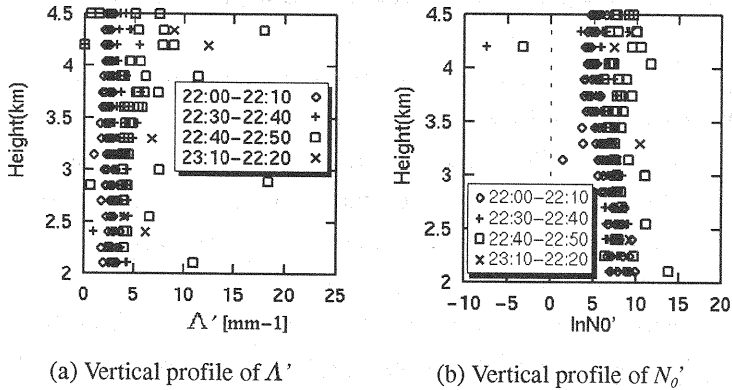 4.5
4
3.5
3
2.5
2
Height(km)
0 5 10 15 20 25
Λ′ [mm-1]
22:00-22:10
22:30-22:40
22:40-22:50
23:10-22:20
(a) Vertical profile of Λ’
4.5
4
3.5
3
2.5
2
Height(km)
-10 -5 0 5 10 15 20
lnN0′
22:00-22:10
22:30-22:40
22:40-22:50
23:10-22:20
(b) Vertical profile of N₀’